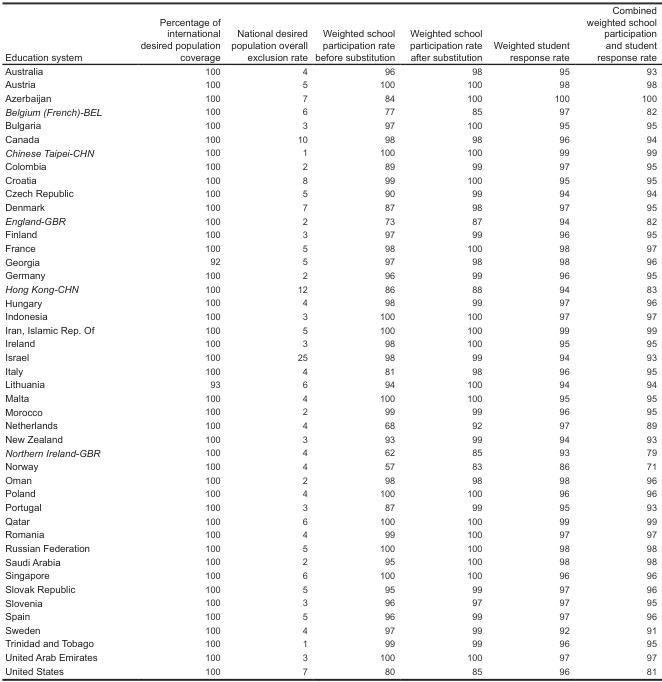 Education system Percentage of international desired population coverage National desired population overall exclusion rate Weighted school participation rate before substitution Weighted school participation rate after substitution Weighted student response rate Combined weighted school participation and student response rate
Australia 100 4 96 98 95 93
Austria 100 5 100 100 98 98
Azerbaijan 100 7 84 100 100 100
Belgium (French)-BEL 100 6 77 85 97 82
Bulgaria 100 3 97 100 95 95
Canada 100 10 98 98 96 94
Chinese Taipei-CHN 100 1 100 100 99 99
Colombia 100 2 89 99 97 95
Croatia 100 8 99 100 95 95
Czech Republic 100 5 90 99 94 94
Denmark 100 7 87 98 97 95
England-GBR 100 2 73 87 94 82
Finland 100 3 97 99 96 95
France 100 5 98 100 98 97
Georgia 92 5 97 98 98 96
Germany 100 2 96 99 96 95
Hong Kong-CHN 100 12 86 88 94 83
Hungary 100 4 98 99 97 96
Indonesia 100 3 100 100 97 97
Iran, Islamic Rep. Of 100 5 100 100 99 99
Ireland 100 3 98 100 95 95
Israel 100 25 98 99 94 93
Italy 100 4 81 98 96 95
Lithuania 93 6 94 100 94 94
Malta 100 4 100 100 95 95
Morocco 100 2 99 99 96 95
Netherlands 100 4 68 92 97 89
New Zealand 100 3 93 99 94 93
Northern Ireland-GBR 100 4 62 85 93 79
Norway 100 4 57 83 86 71
Oman 100 2 98 98 98 96
Poland 100 4 100 100 96 96
Portugal 100 3 87 99 95 93
Qatar 100 6 100 100 99 99
Romania 100 4 99 100 97 97
Russian Federation 100 5 100 100 98 98
Saudi Arabia 100 2 95 100 98 98
Singapore 100 6 100 100 96 96
Slovak Republic 100 5 95 99 97 96
Slovenia 100 3 96 97 97 95
Spain 100 5 96 99 97 96
Sweden 100 4 97 99 92 91
Trinidad and Tobago 100 1 99 99 96 95
United Arab Emirates 100 3 100 100 97 97
United States 100 7 80 85 96 81